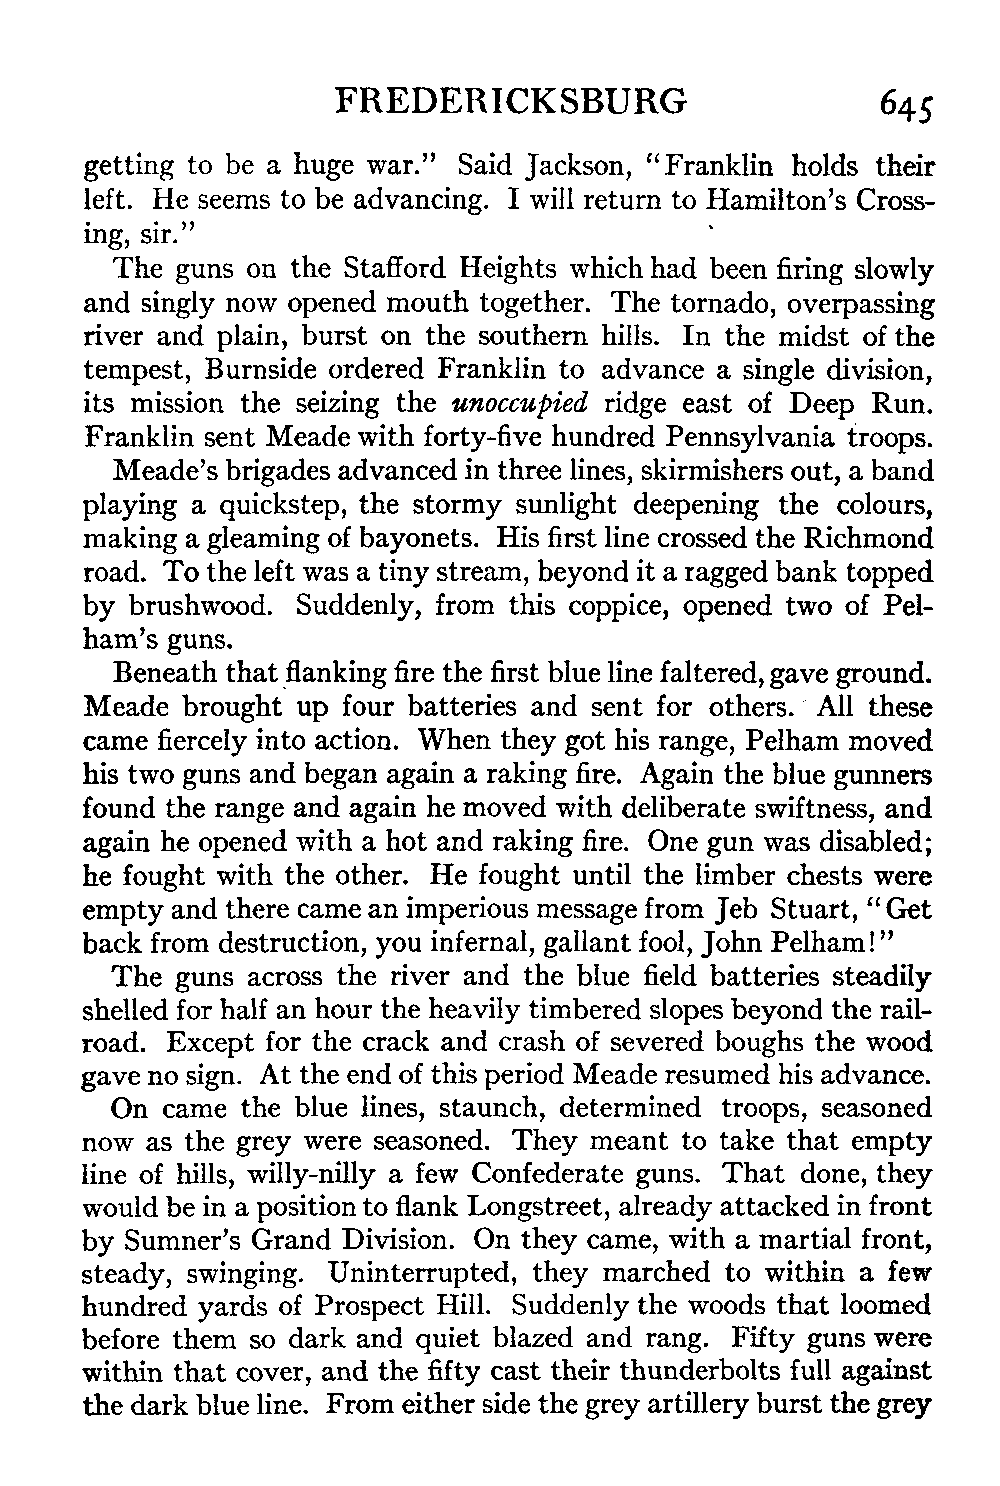 FREDERICKSBURG 645
getting to be a huge war.” Said Jackson, “Franklin holds their
left. He seems to be advancing. I will return to Hamilton’s Cross-
ing, sir.”
The guns on the Stafford Heights which had been firing slowly
and singly now opened mouth together. The tornado, overpassing
river and plain, burst on the southern hills. In the midst of the
tempest, Burnside ordered Franklin to advance a single division,
its mission the seizing the unoccupied ridge east of Deep Run.
Franklin sent Meade with forty-five hundred Pennsylvania troops.
Meade’s brigades advanced in three lines, skirmishers out, a band
playing a quickstep, the stormy sunlight deepening the colours,
making a gleaming of bayonets. His first line crossed the Richmond
road. To the left was a tiny stream, beyond it a ragged bank topped
by brushwood. Suddenly, from this coppice, opened two of Pel-
ham’s guns.
Beneath that flanking fire the first blue line faltered, gave ground.
Meade brought up four batteries and sent for others. All these
came fiercely into action. When they got his range, Pelham moved
his two guns and began again a raking fire. Again the blue gunners
found the range and again he moved with deliberate swiftness, and
again he opened with a hot and raking fire. One gun was disabled;
he fought with the other. He fought until the limber chests were
empty and there came an imperious message from Jeb Stuart, “Get
back from destruction, you infernal, gallant fool, John Pelham!”
The guns across the river and the blue field batteries steadily
shelled for half an hour the heavily timbered slopes beyond the rail-
road. Except for the crack and crash of severed boughs the wood
gave no sign. At the end of this period Meade resumed his advance.
On came the blue lines, staunch, determined troops, seasoned
now as the grey were seasoned. They meant to take that empty
line of hills, willy-nilly a few Confederate guns. That done, they
would be in a position to flank Longstreet, already attacked in front
by Sumner’s Grand Division. On they came, with a martial front,
steady, swinging. Uninterrupted, they marched to within a few
hundred yards of Prospect Hill. Suddenly the woods that loomed
before them so dark and quiet blazed and rang. Fifty guns were
within that cover, and the fifty cast their thunderbolts full against
the dark blue line. From either side the grey artillery burst the grey